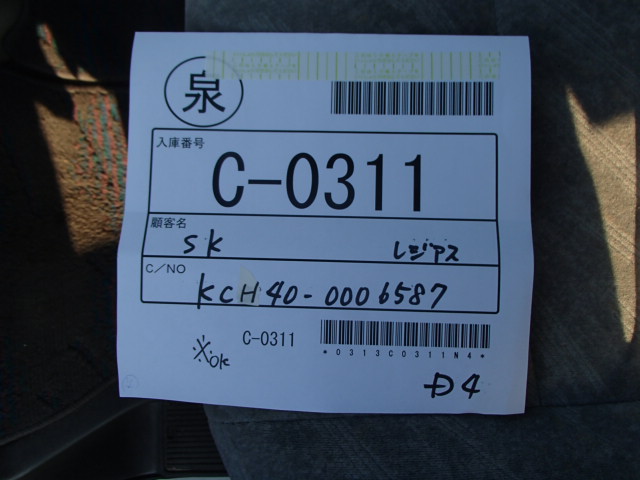 泉
入庫番号
C-0311
顧客名
SK レジアス
C/NO
KCH40-0006587
※OK
C-0311
*0313C0311N4*
D4